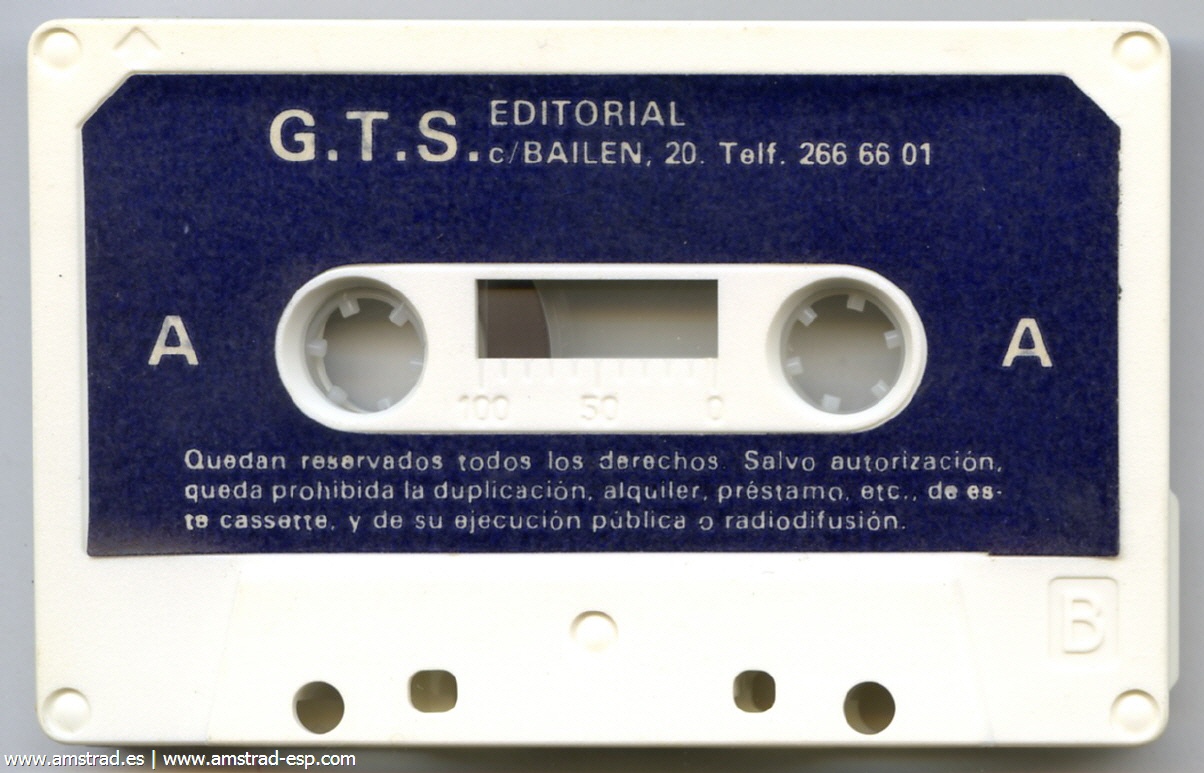 EDITORIAL
G.T.S. c/BAILEN, 20. Telf. 266 66 01
A A
100 50 0
Quedan reservados todos los derechos. Salvo autorización,
queda prohibida la duplicación, alquiler, préstamo, etc., de es-
te cassette, y de su ejecución pública o radiodifusión.
B
www.amstrad.es | www.amstrad-esp.com